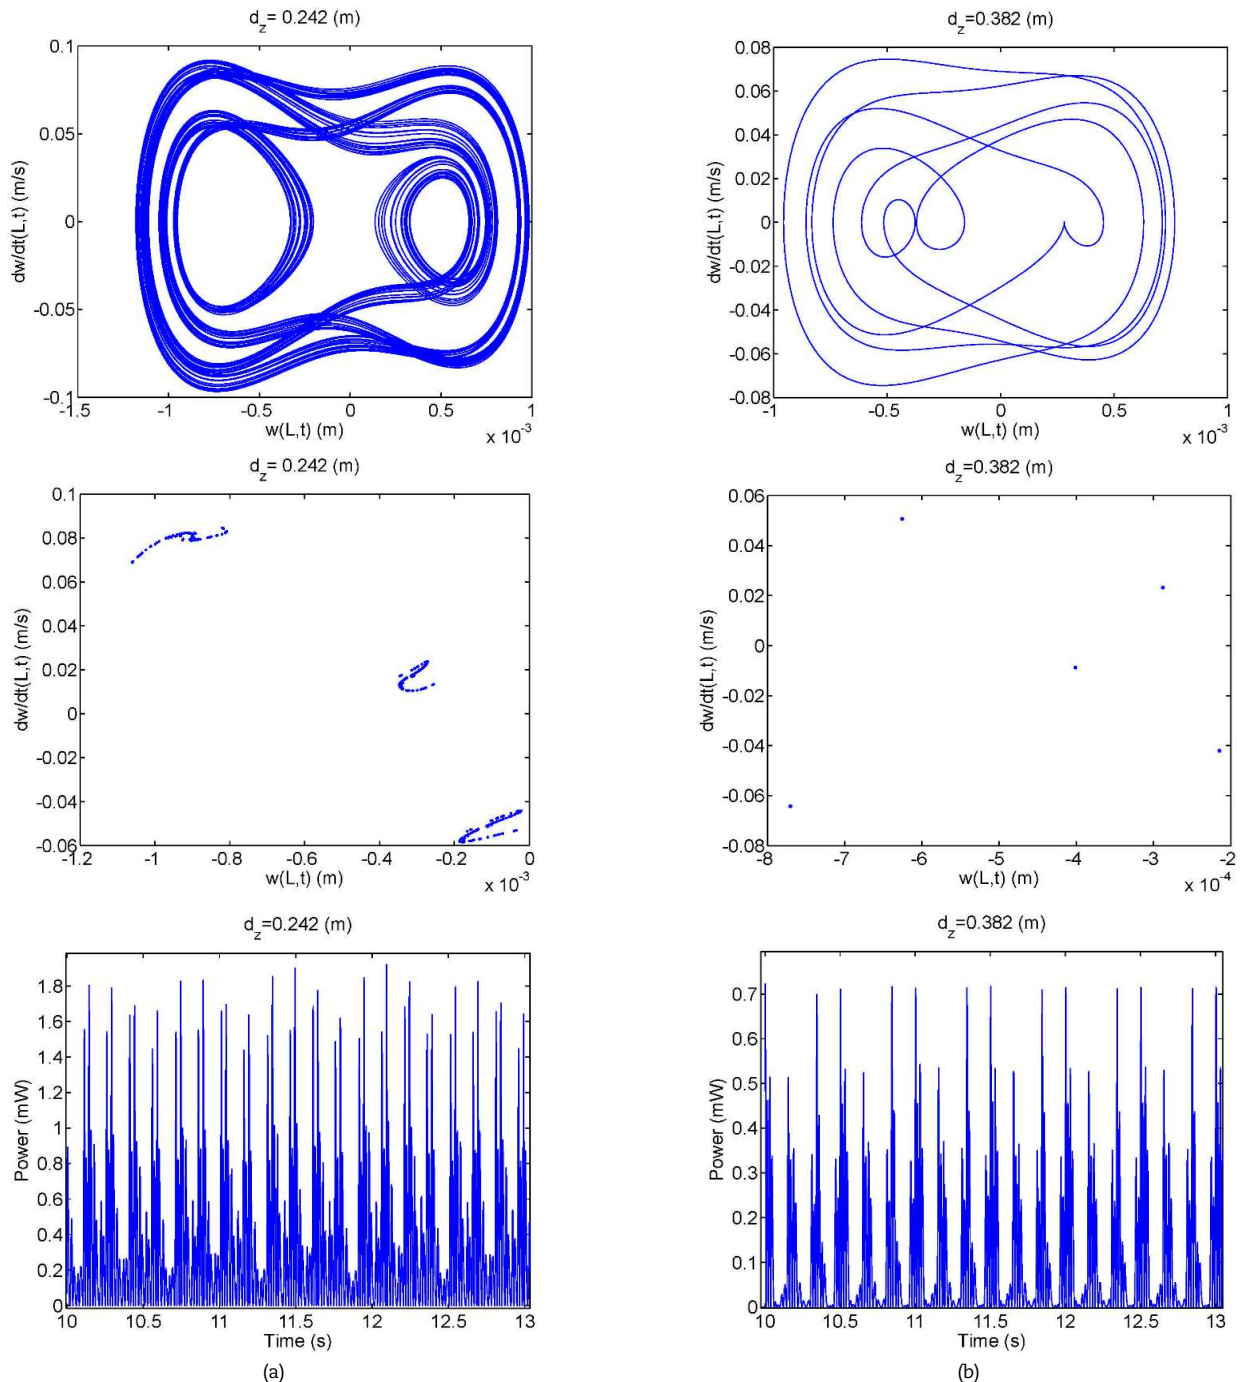 d_z= 0.242 (m)
0.1
0.05
0
-0.05
-0.1
dw/dt(L,t) (m/s)
-1.5 -1 -0.5 0 0.5 1
w(L,t) (m)
x 10^-3
d_z=0.382 (m)
0.08
0.06
0.04
0.02
0
-0.02
-0.04
-0.06
-0.08
dw/dt(L,t) (m/s)
-1 -0.5 0 0.5 1
w(L,t) (m)
x 10^-3
d_z= 0.242 (m)
0.1
0.08
0.06
0.04
0.02
0
-0.02
-0.04
-0.06
dw/dt(L,t) (m/s)
-1.2 -1 -0.8 -0.6 -0.4 -0.2 0
w(L,t) (m)
x 10^-3
d_z=0.382 (m)
0.06
0.04
0.02
0
-0.02
-0.04
-0.06
-0.08
dw/dt(L,t) (m/s)
-8 -7 -6 -5 -4 -3 -2
w(L,t) (m)
x 10^-4
d_z=0.242 (m)
1.8
1.6
1.4
1.2
1
0.8
0.6
0.4
0.2
0
Power (mW)
10 10.5 11 11.5 12 12.5 13
Time (s)
(a)
d_z=0.382 (m)
0.7
0.6
0.5
0.4
0.3
0.2
0.1
0
Power (mW)
10 10.5 11 11.5 12 12.5 13
Time (s)
(b)